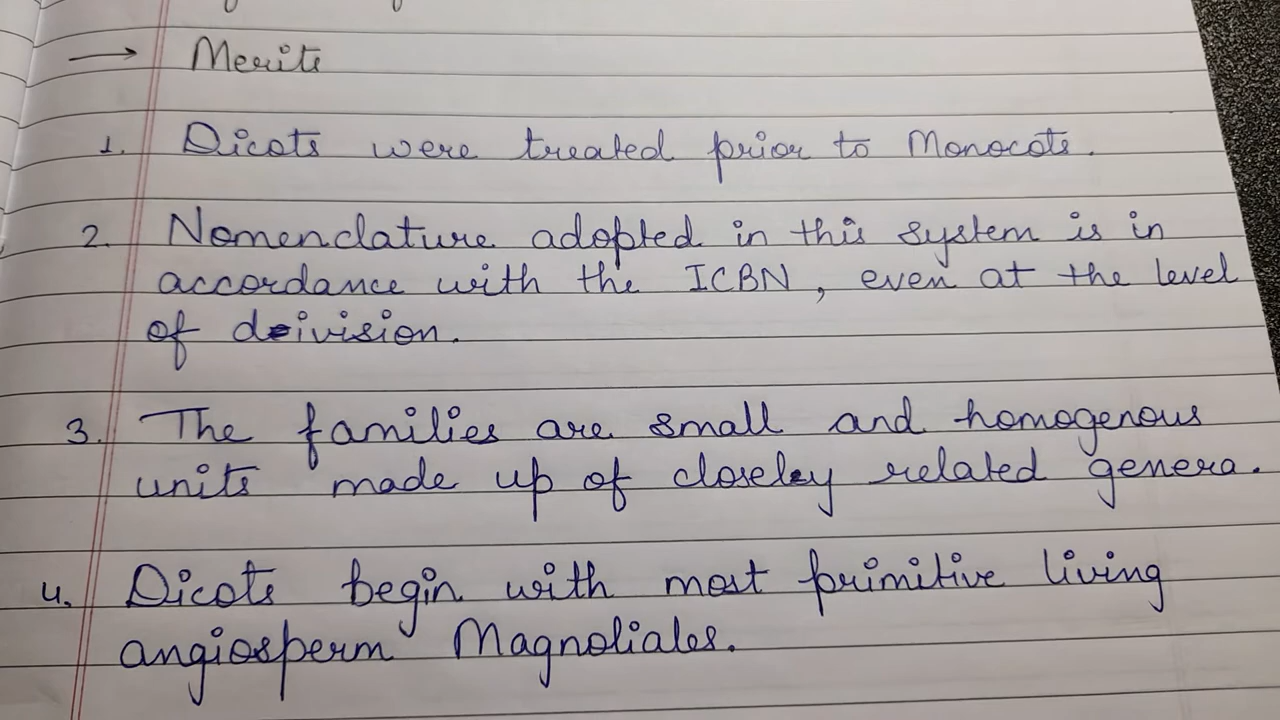 → Merits
1. Dicots were treated prior to Monocots.
2. Nomenclature adopted in this system is in
accordance with the ICBN, even at the level
of division.
3. The families are small and homogenous
units made up of closely related genera.
4. Dicots begin with most primitive living
angiosperm Magnoliales.